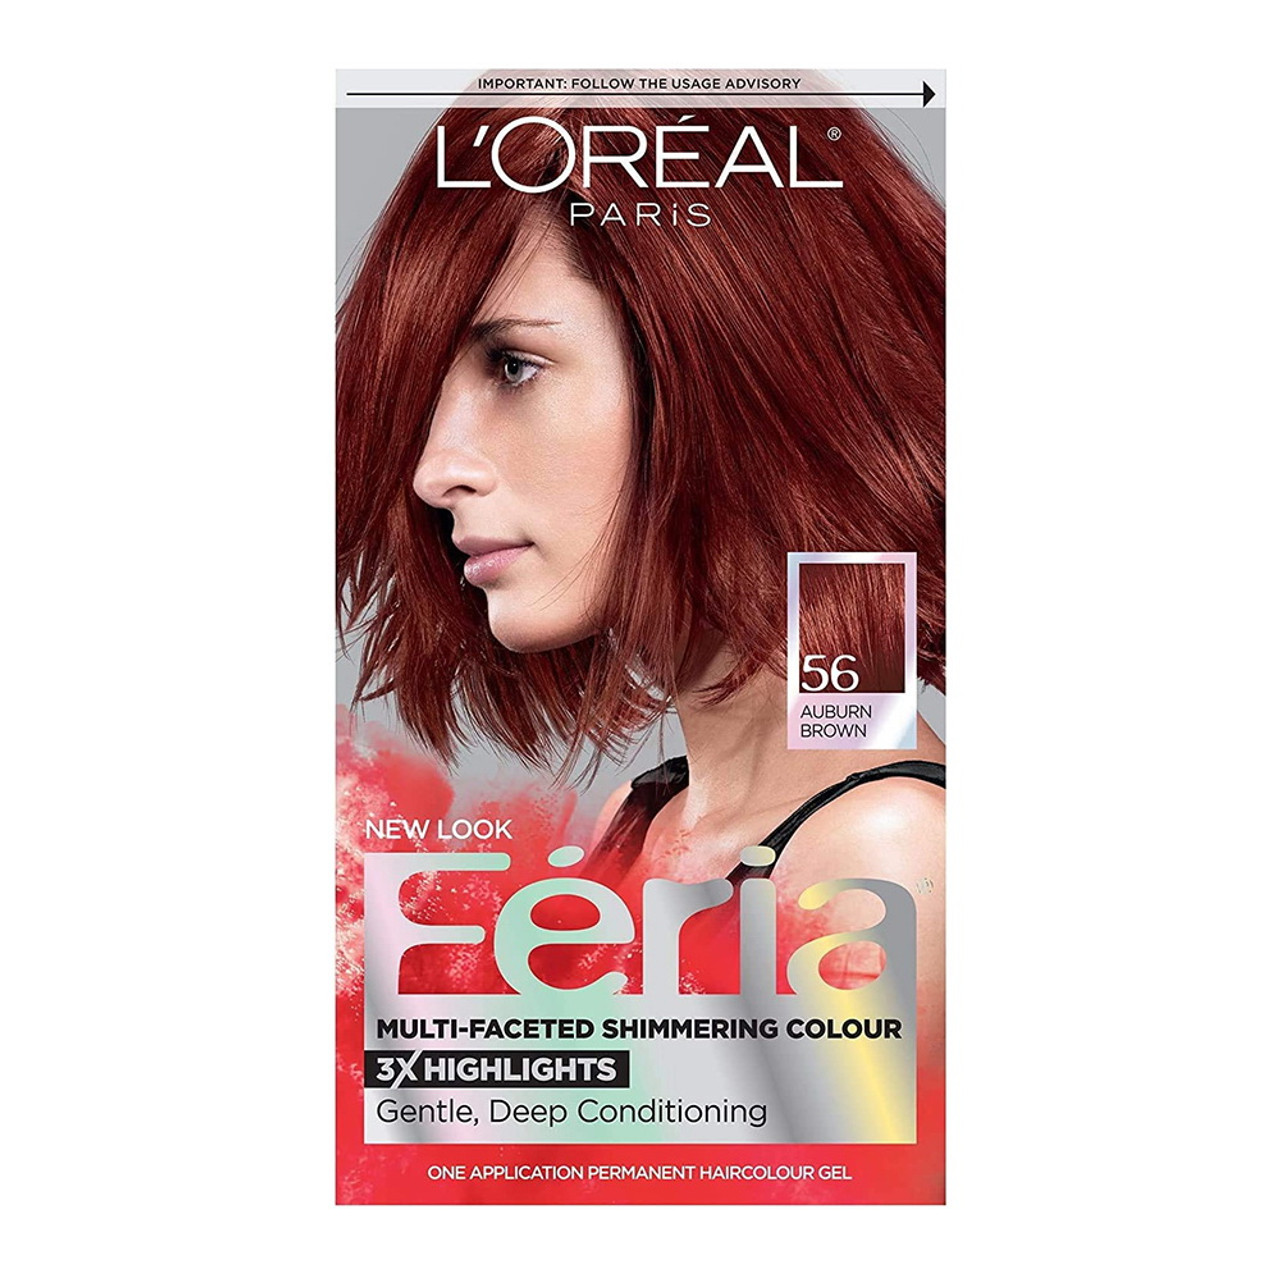 IMPORTANT: FOLLOW THE USAGE ADVISORY
L'ORÉAL®
PARiS
56
AUBURN
BROWN
NEW LOOK
Féria®
MULTI-FACETED SHIMMERING COLOUR
3X HIGHLIGHTS
Gentle, Deep Conditioning
ONE APPLICATION PERMANENT HAIRCOLOUR GEL